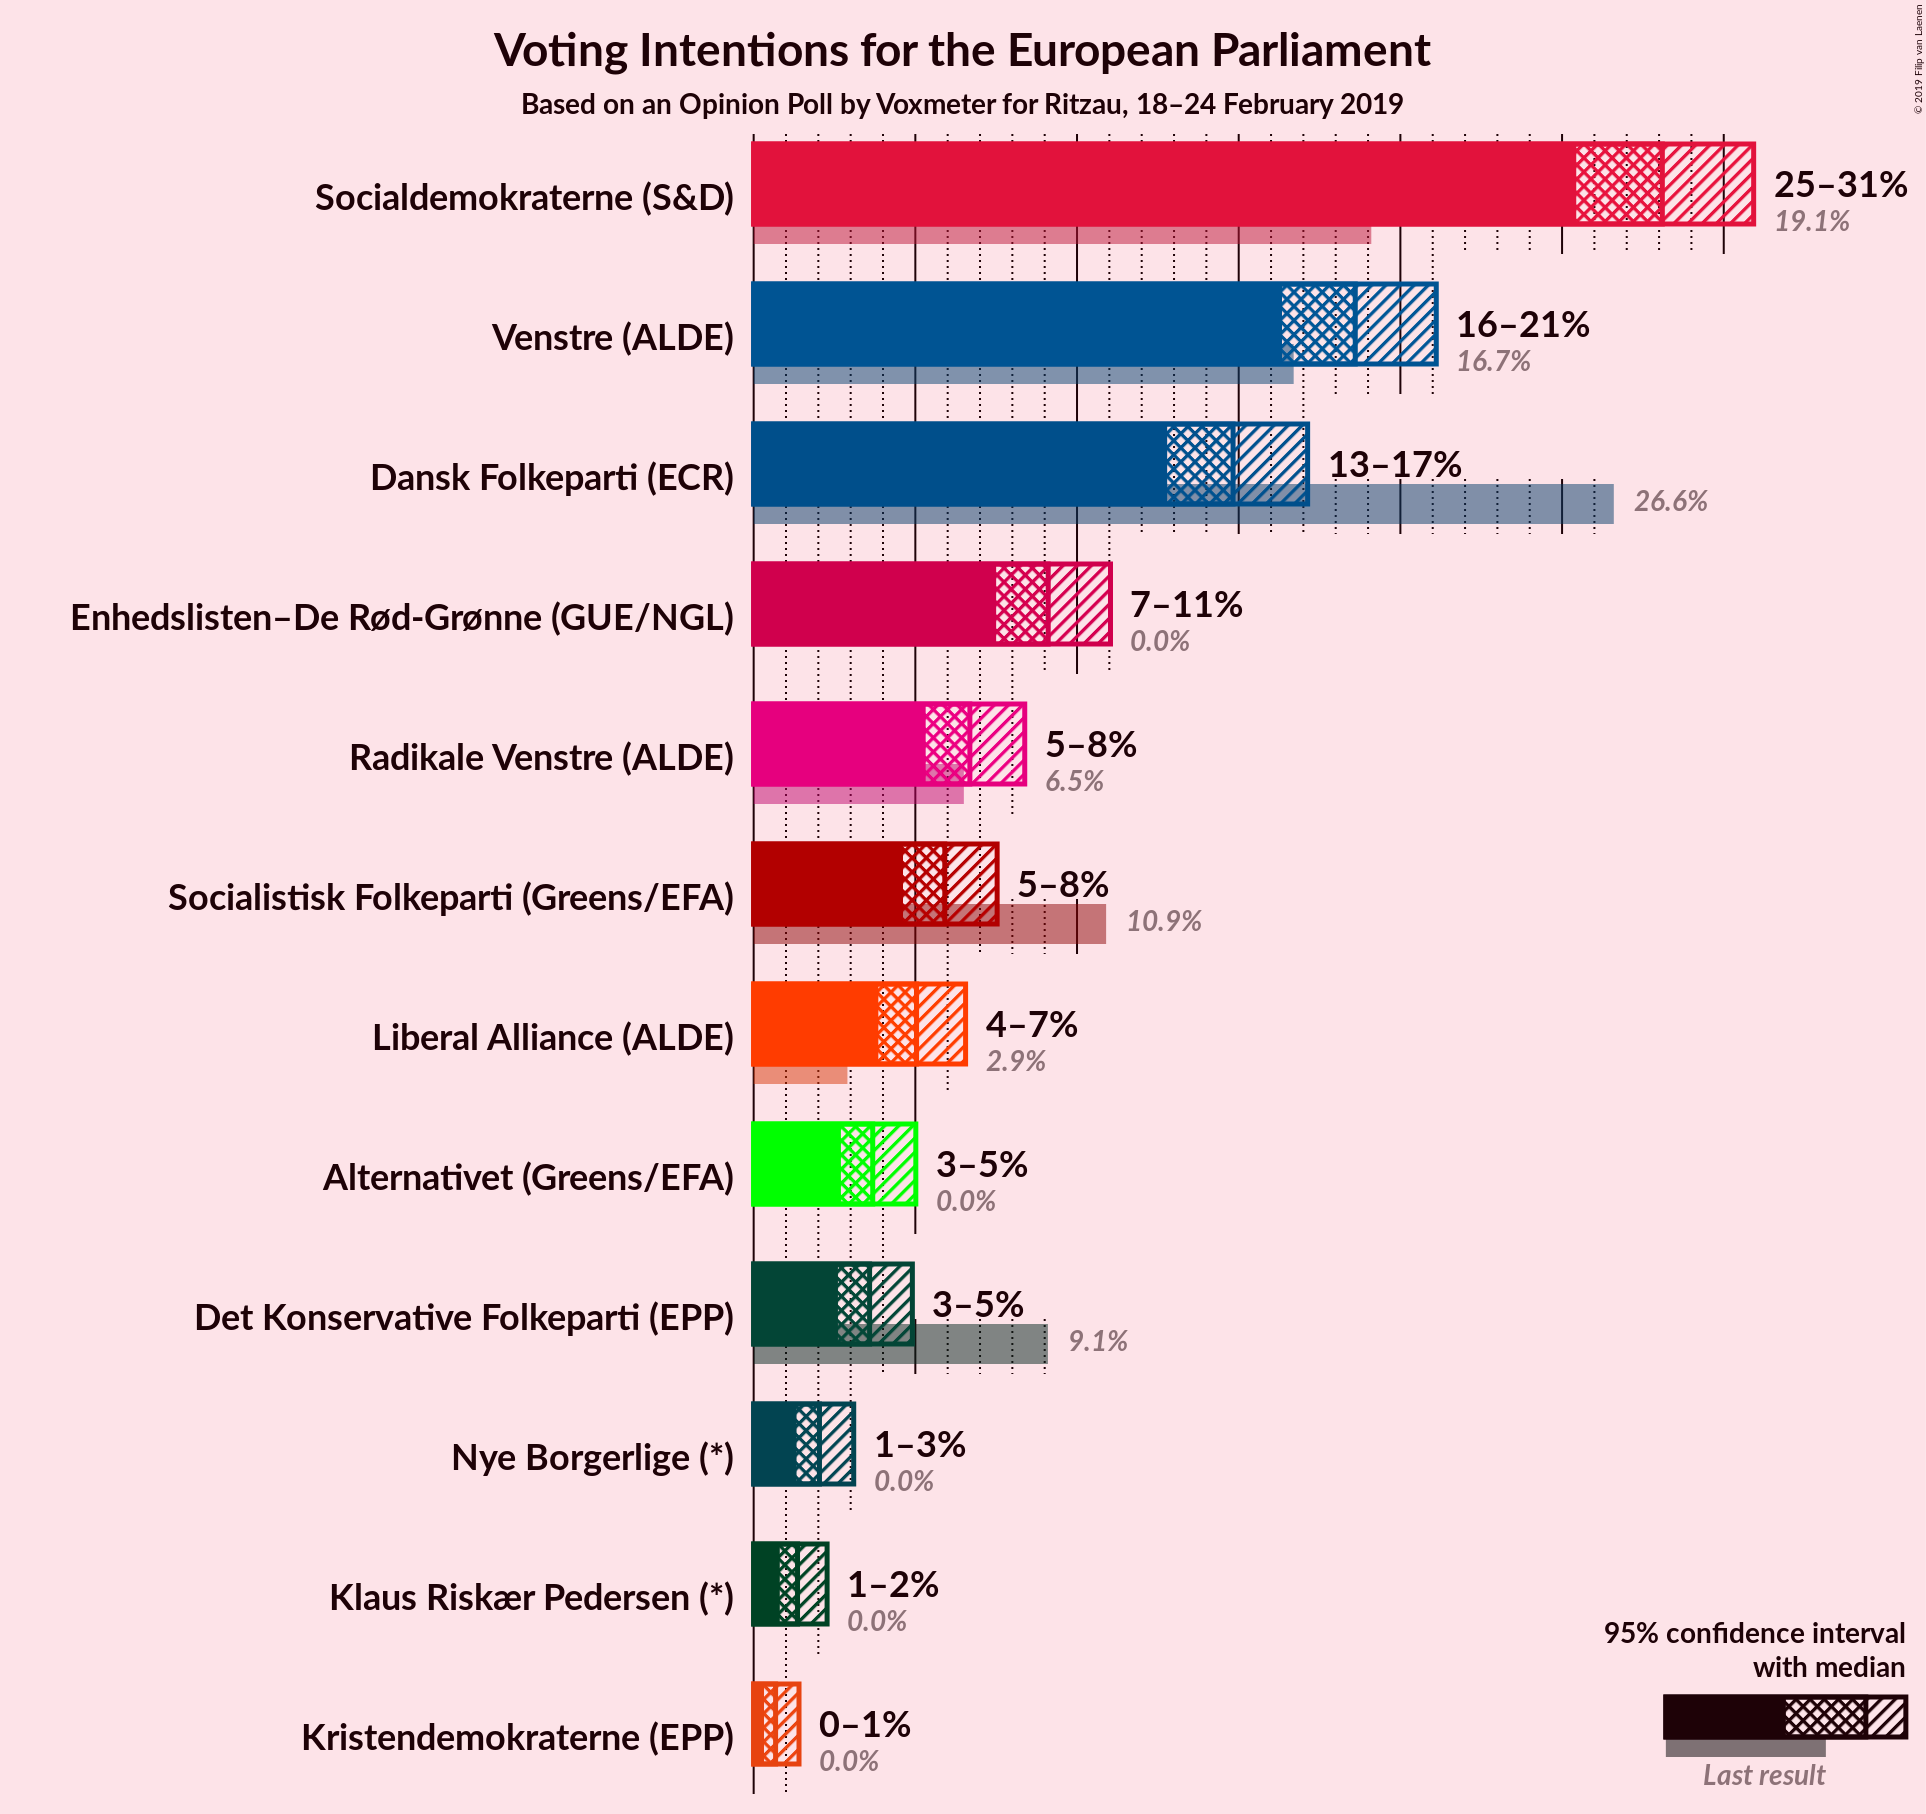 © 2019 Filip van Laenen
Voting Intentions for the European Parliament
Based on an Opinion Poll by Voxmeter for Ritzau, 18–24 February 2019
Socialdemokraterne (S&D)
25–31%
19.1%
Venstre (ALDE)
16–21%
16.7%
Dansk Folkeparti (ECR)
13–17%
26.6%
Enhedslisten–De Rød-Grønne (GUE/NGL)
7–11%
0.0%
Radikale Venstre (ALDE)
5–8%
6.5%
Socialistisk Folkeparti (Greens/EFA)
5–8%
10.9%
Liberal Alliance (ALDE)
4–7%
2.9%
Alternativet (Greens/EFA)
3–5%
0.0%
Det Konservative Folkeparti (EPP)
3–5%
9.1%
Nye Borgerlige (*)
1–3%
0.0%
Klaus Riskær Pedersen (*)
1–2%
0.0%
Kristendemokraterne (EPP)
0–1%
0.0%
95% confidence interval
with median
Last result